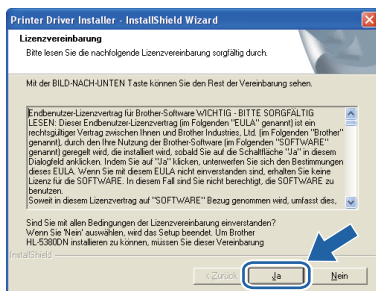 Printer Driver Installer - InstallShield Wizard
Lizenzvereinbarung
Bitte lesen Sie die nachfolgende Lizenzvereinbarung sorgfältig durch.
Mit der BILD-NACH-UNTEN Taste können Sie den Rest der Vereinbarung sehen.
Endbenutzer-Lizenzvertrag für Brother-Software WICHTIG - BITTE SORGFÄLTIG
LESEN: Dieser Endbenutzer-Lizenzvertrag (im Folgenden "EULA" genannt) ist ein
rechtsgültiger Vertrag zwischen Ihnen und Brother Industries, Ltd. (im Folgenden "Brother"
genannt), durch den Ihre Nutzung der Brother-Software (im Folgenden "SOFTWARE"
genannt) geregelt wird, die installiert wird, sobald Sie auf die Schaltfläche "Ja" in diesem
Dialogfeld anklicken. Indem Sie auf "Ja" klicken, unterwerfen Sie sich den Bestimmungen
dieses EULA. Wenn Sie mit diesem EULA nicht einverstanden sind, erhalten Sie keine
Lizenz für die SOFTWARE. In diesem Fall sind Sie nicht berechtigt, die SOFTWARE zu
benutzen.
Soweit in diesem Lizenzvertrag auf "SOFTWARE" Bezug genommen wird, umfasst dies,
Sind Sie mit allen Bedingungen der Lizenzvereinbarung einverstanden?
Wenn Sie 'Nein' auswählen, wird das Setup beendet. Um Brother
HL-5380DN installieren zu können, müssen Sie dieser Vereinbarung
InstallShield
< Zurück
Ja
Nein